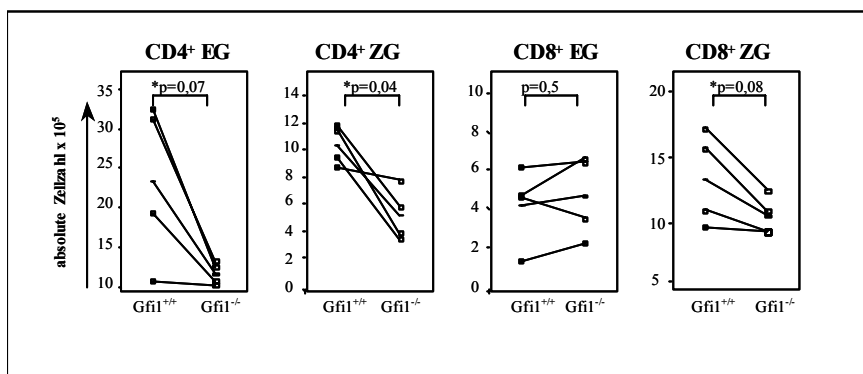 CD4+ EG
CD4+ ZG
CD8+ EG
CD8+ ZG
absolute Zellzahl x 10⁵
35
30
25
20
15
10
*p=0,07
Gfi1+/+ Gfi1-/-
14
12
10
8
6
4
2
0
*p=0,04
Gfi1+/+ Gfi1-/-
10
8
6
4
2
0
p=0,5
Gfi1+/+ Gfi1-/-
20
15
10
5
*p=0,08
Gfi1+/+ Gfi1-/-